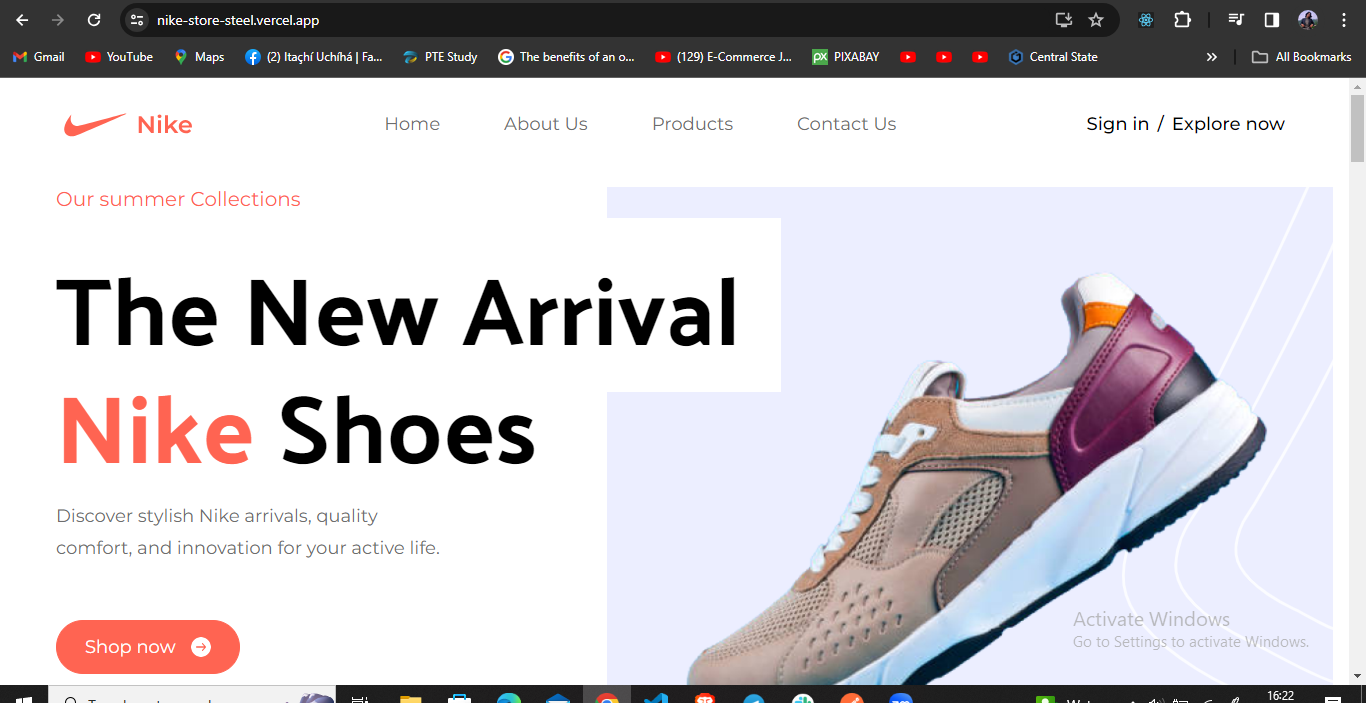 nike-store-steel.vercel.app
Gmail
YouTube
Maps
(2) Itaçhí Uchíhá | Fa...
PTE Study
The benefits of an o...
(129) E-Commerce J...
px PIXABAY
Central State
»
All Bookmarks
Nike
Home
About Us
Products
Contact Us
Sign in / Explore now
Our summer Collections
The New Arrival
Nike Shoes
Discover stylish Nike arrivals, quality
comfort, and innovation for your active life.
Shop now
Activate Windows
Go to Settings to activate Windows.
16:22